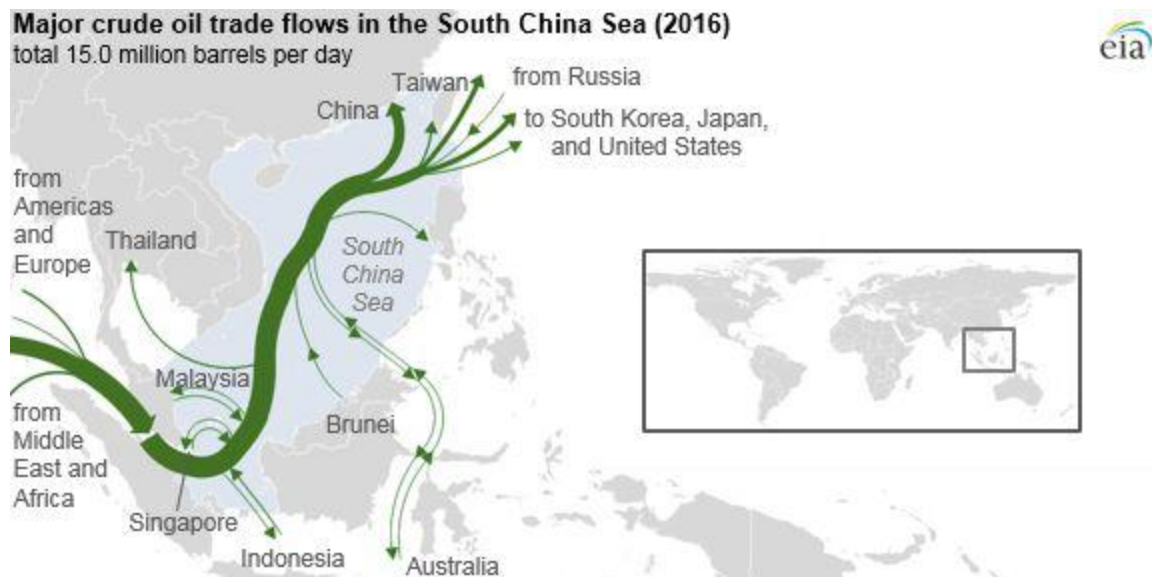 Major crude oil trade flows in the South China Sea (2016)
total 15.0 million barrels per day
eia
Taiwan
from Russia
China
to South Korea, Japan,
and United States
from
Americas
and
Europe
Thailand
South
China
Sea
Malaysia
from
Middle
East and
Africa
Brunei
Singapore
Indonesia
Australia